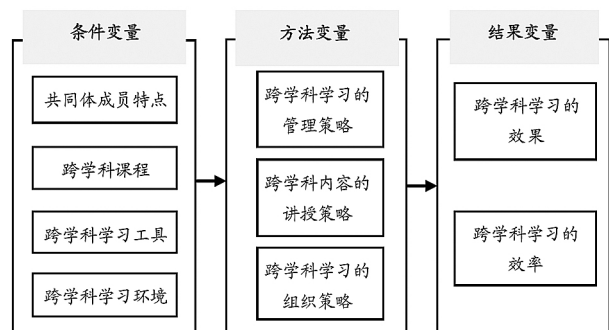 条件变量
共同体成员特点
跨学科课程
跨学科学习工具
跨学科学习环境
方法变量
跨学科学习的
管理策略
跨学科内容的
讲授策略
跨学科学习的
组织策略
结果变量
跨学科学习的
效果
跨学科学习的
效率